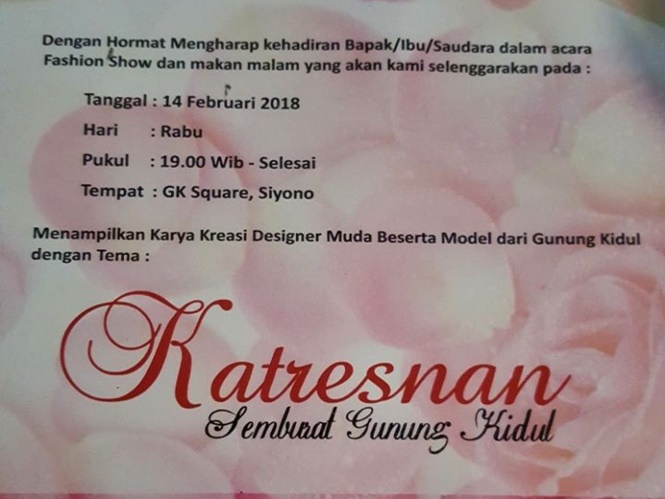 Dengan Hormat Mengharap kehadiran Bapak/Ibu/Saudara dalam acara
Fashion Show dan makan malam yang akan kami selenggarakan pada :
Tanggal : 14 Februari 2018
Hari : Rabu
Pukul : 19.00 Wib - Selesai
Tempat : GK Square, Siyono
Menampilkan Karya Kreasi Designer Muda Beserta Model dari Gunung Kidul
dengan Tema :
Katresnan
Semburat Gunung Kidul